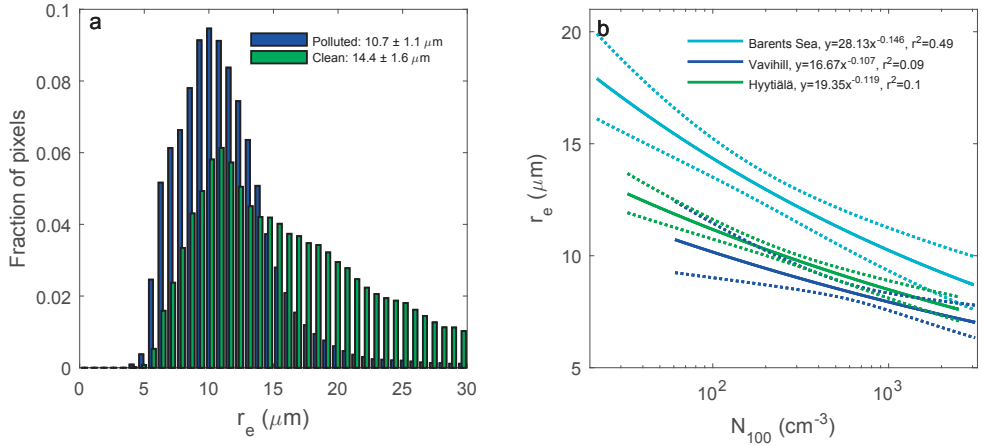 a
Polluted: 10.7 ± 1.1 μm
Clean: 14.4 ± 1.6 μm
0.1
0.08
0.06
0.04
0.02
0
Fraction of pixels
0 5 10 15 20 25 30
r_e (μm)
b
Barents Sea, y=28.13x^-0.146, r^2=0.49
Vavihill, y=16.67x^-0.107, r^2=0.09
Hyytiälä, y=19.35x^-0.119, r^2=0.1
20
15
10
5
r_e (μm)
10^2 10^3
N_100 (cm^-3)